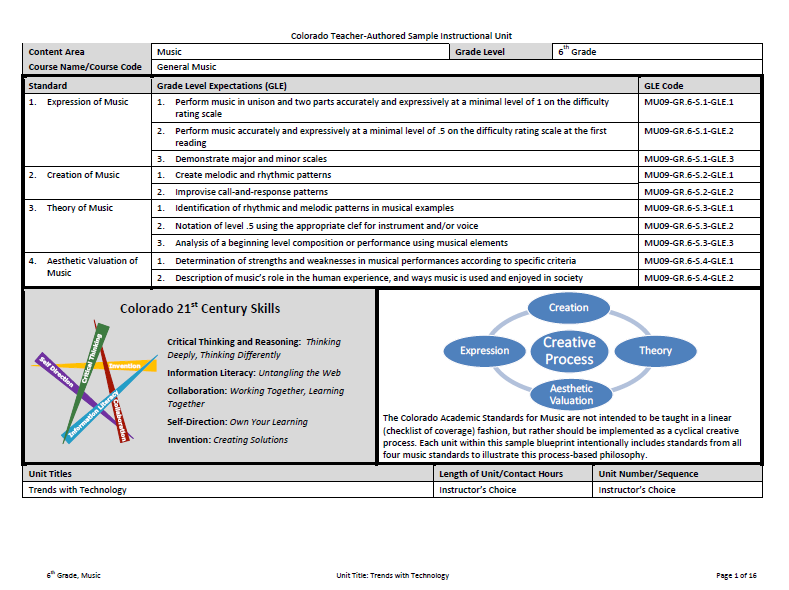 Colorado Teacher-Authored Sample Instructional Unit
Content Area Music Grade Level 6th Grade
Course Name/Course Code General Music
Standard Grade Level Expectations (GLE) GLE Code
1. Expression of Music 1. Perform music in unison and two parts accurately and expressively at a minimal level of 1 on the difficulty MU09-GR.6-S.1-GLE.1
rating scale
2. Perform music accurately and expressively at a minimal level of .5 on the difficulty rating scale at the first MU09-GR.6-S.1-GLE.2
reading
3. Demonstrate major and minor scales MU09-GR.6-S.1-GLE.3
2. Creation of Music 1. Create melodic and rhythmic patterns MU09-GR.6-S.2-GLE.1
2. Improvise call-and-response patterns MU09-GR.6-S.2-GLE.2
3. Theory of Music 1. Identification of rhythmic and melodic patterns in musical examples MU09-GR.6-S.3-GLE.1
2. Notation of level .5 using the appropriate clef for instrument and/or voice MU09-GR.6-S.3-GLE.2
3. Analysis of a beginning level composition or performance using musical elements MU09-GR.6-S.3-GLE.3
4. Aesthetic Valuation of 1. Determination of strengths and weaknesses in musical performances according to specific criteria MU09-GR.6-S.4-GLE.1
Music
2. Description of music's role in the human experience, and ways music is used and enjoyed in society MU09-GR.6-S.4-GLE.2
Colorado 21st Century Skills
Critical Thinking
Self Direction
Invention
Information Literacy
Collaboration
Critical Thinking and Reasoning: Thinking
Deeply, Thinking Differently
Information Literacy: Untangling the Web
Collaboration: Working Together, Learning
Together
Self-Direction: Own Your Learning
Invention: Creating Solutions
Creation
Expression
Creative
Process
Theory
Aesthetic
Valuation
The Colorado Academic Standards for Music are not intended to be taught in a linear
(checklist of coverage) fashion, but rather should be implemented as a cyclical creative
process. Each unit within this sample blueprint intentionally includes standards from all
four music standards to illustrate this process-based philosophy.
Unit Titles Length of Unit/Contact Hours Unit Number/Sequence
Trends with Technology Instructor's Choice Instructor's Choice
6th Grade, Music Unit Title: Trends with Technology Page 1 of 16